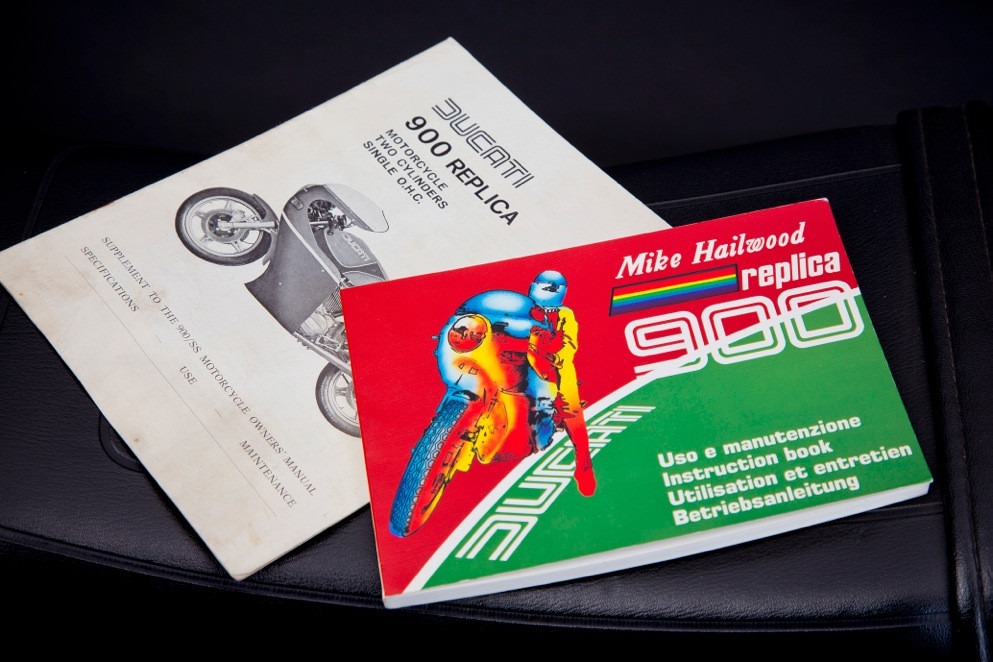 DUCATI
900 REPLICA
MOTORCYCLE
TWO CYLINDERS
SINGLE O.H.C.
DUCATI
SUPPLEMENT TO THE 900/SS MOTORCYCLE OWNERS' MANUAL
SPECIFICATIONS USE MAINTENANCE
Mike Hailwood
replica
900
DUCATI
Uso e manutenzione
Instruction book
Utilisation et entretien
Betriebsanleitung